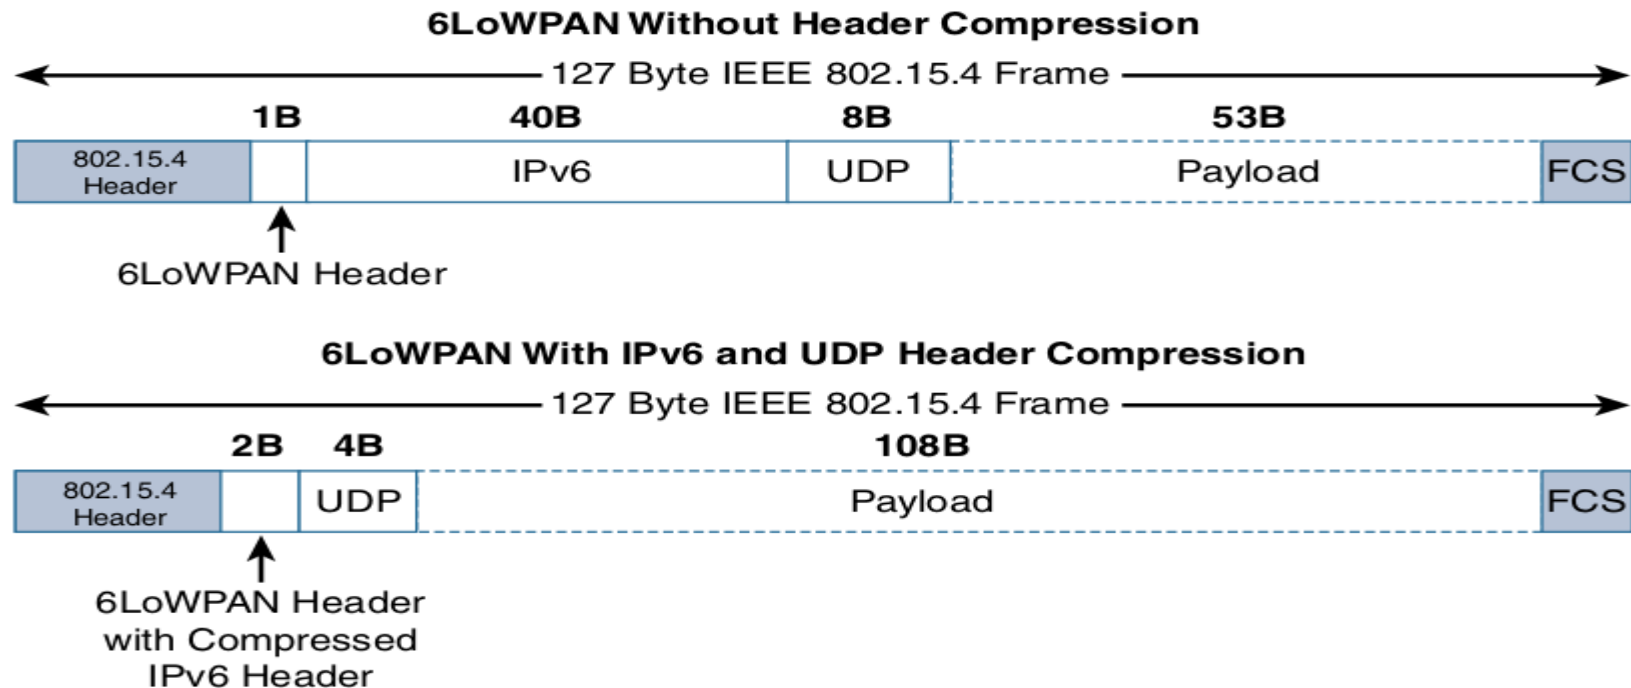 6LoWPAN Without Header Compression
127 Byte IEEE 802.15.4 Frame
1B 40B 8B 53B
802.15.4
Header
IPv6 UDP Payload FCS
6LoWPAN Header
6LoWPAN With IPv6 and UDP Header Compression
127 Byte IEEE 802.15.4 Frame
2B 4B 108B
802.15.4
Header
UDP Payload FCS
6LoWPAN Header
with Compressed
IPv6 Header